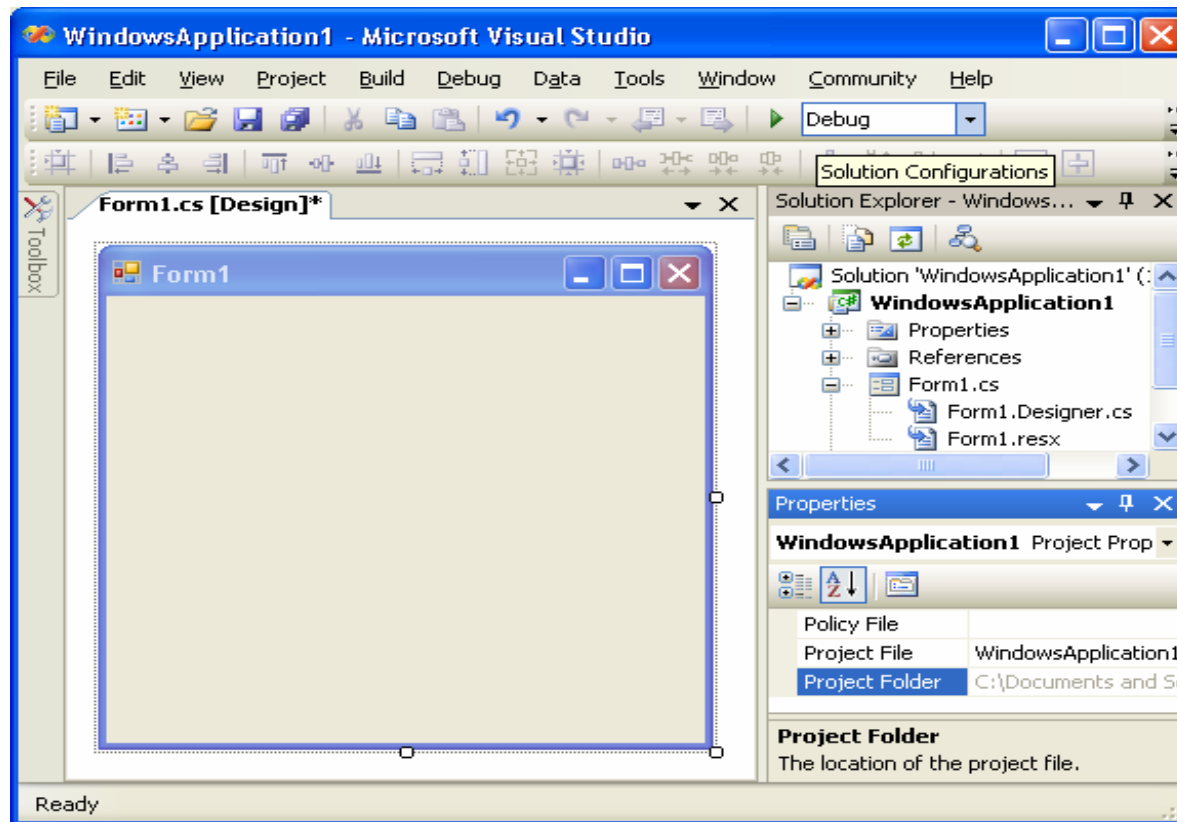 WindowsApplication1 - Microsoft Visual Studio
File Edit View Project Build Debug Data Tools Window Community Help
Debug
Solution Configurations
Toolbox
Form1.cs [Design]*
Form1
Solution Explorer - Windows...
Solution 'WindowsApplication1' (
WindowsApplication1
Properties
References
Form1.cs
Form1.Designer.cs
Form1.resx
Properties
WindowsApplication1 Project Prop
Policy File
Project File WindowsApplication1
Project Folder C:\Documents and S
Project Folder
The location of the project file.
Ready